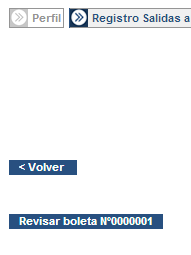 Perfil Registro Salidas a
< Volver
Revisar boleta Nº0000001